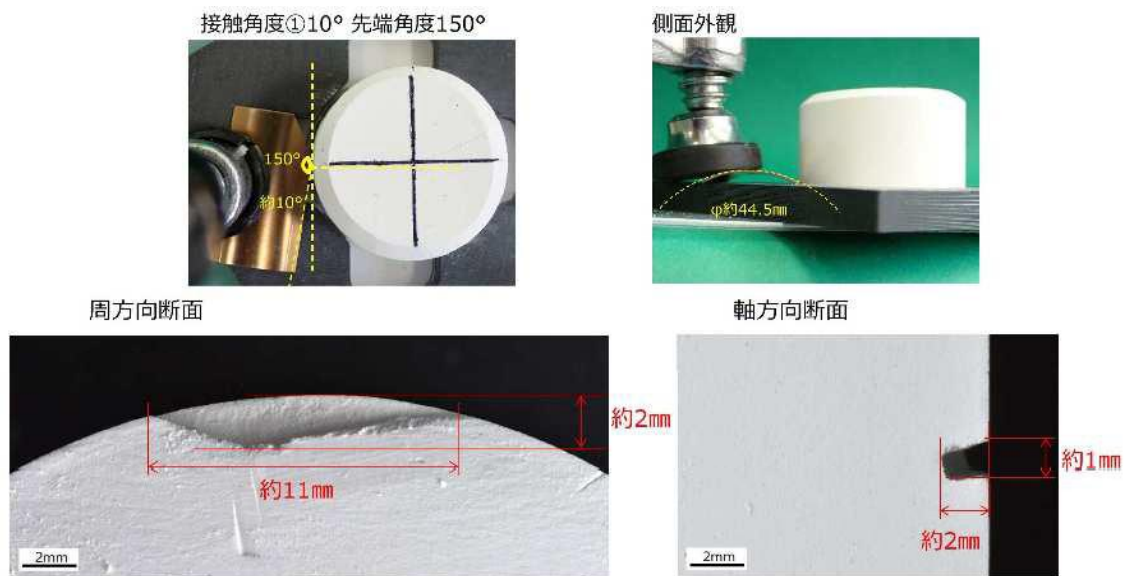 接触角度①10° 先端角度150°
側面外観
150°
約10°
φ約44.5㎜
周方向断面
軸方向断面
約2㎜
約11㎜
2mm
約1㎜
約2㎜
2mm